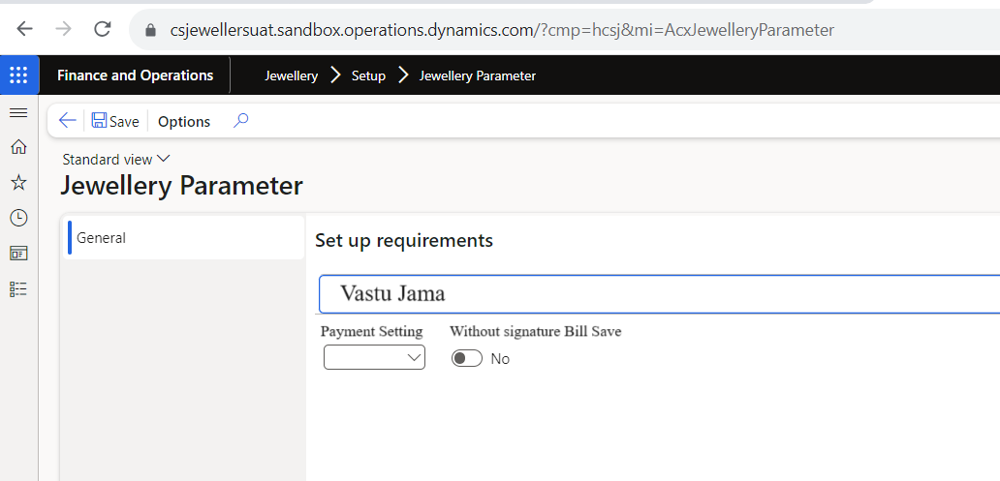 csjewellersuat.sandbox.operations.dynamics.com/?cmp=hcsj&mi=AcxJewelleryParameter
Finance and Operations Jewellery Setup Jewellery Parameter
Save Options
Standard view
Jewellery Parameter
General
Set up requirements
Vastu Jama
Payment Setting Without signature Bill Save
No